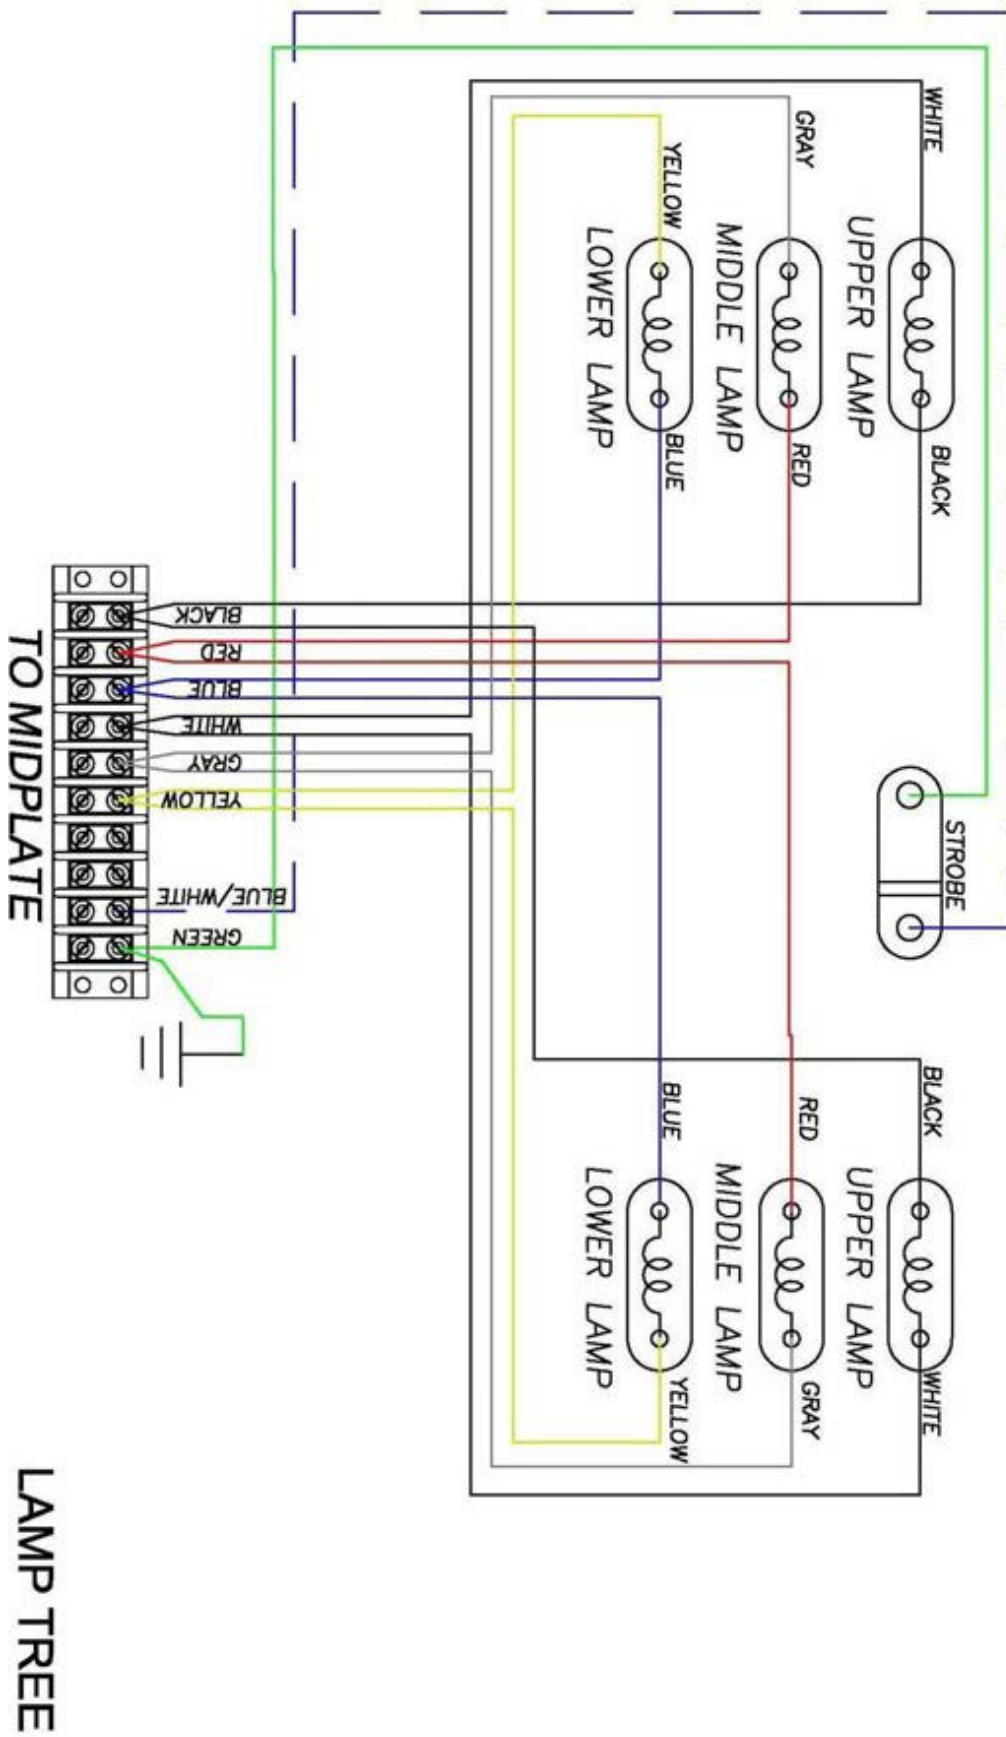 WHITE
GRAY
YELLOW
UPPER LAMP
MIDDLE LAMP
LOWER LAMP
BLACK
RED
BLUE
BLACK
RED
BLUE
WHITE
GRAY
YELLOW
BLUE/WHITE
GREEN
TO MIDPLATE
STROBE
BLACK
RED
BLUE
UPPER LAMP
MIDDLE LAMP
LOWER LAMP
WHITE
GRAY
YELLOW
LAMP TREE